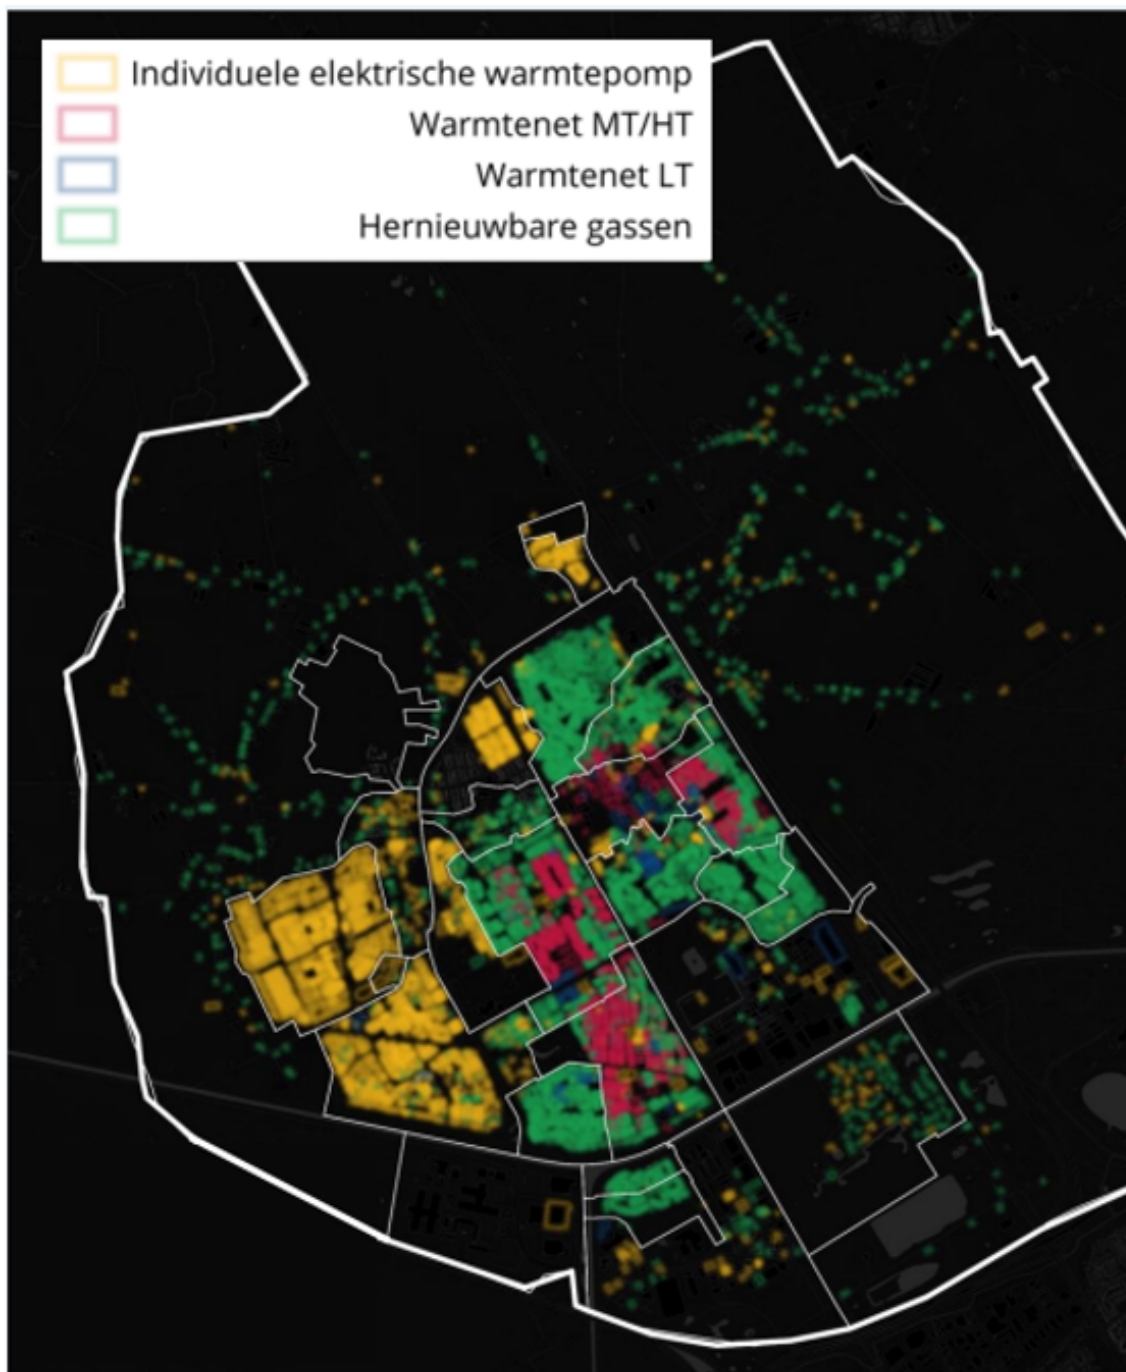 Individuele elektrische warmtepomp
Warmtenet MT/HT
Warmtenet LT
Hernieuwbare gassen